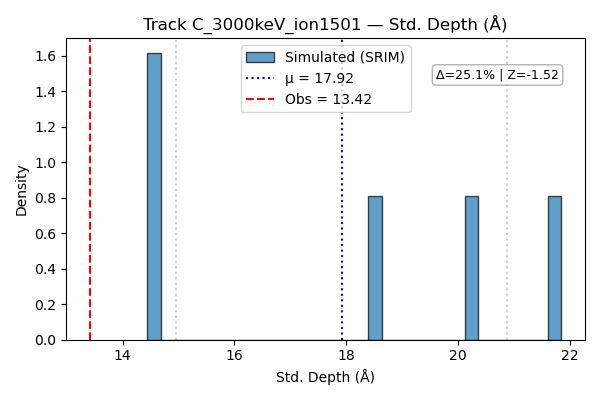 Track C_3000keV_ion1501 — Std. Depth (Å)
Simulated (SRIM)
μ = 17.92
Obs = 13.42
Δ=25.1% | Z=-1.52
Density
1.6
1.4
1.2
1.0
0.8
0.6
0.4
0.2
0.0
14
16
18
20
22
Std. Depth (Å)